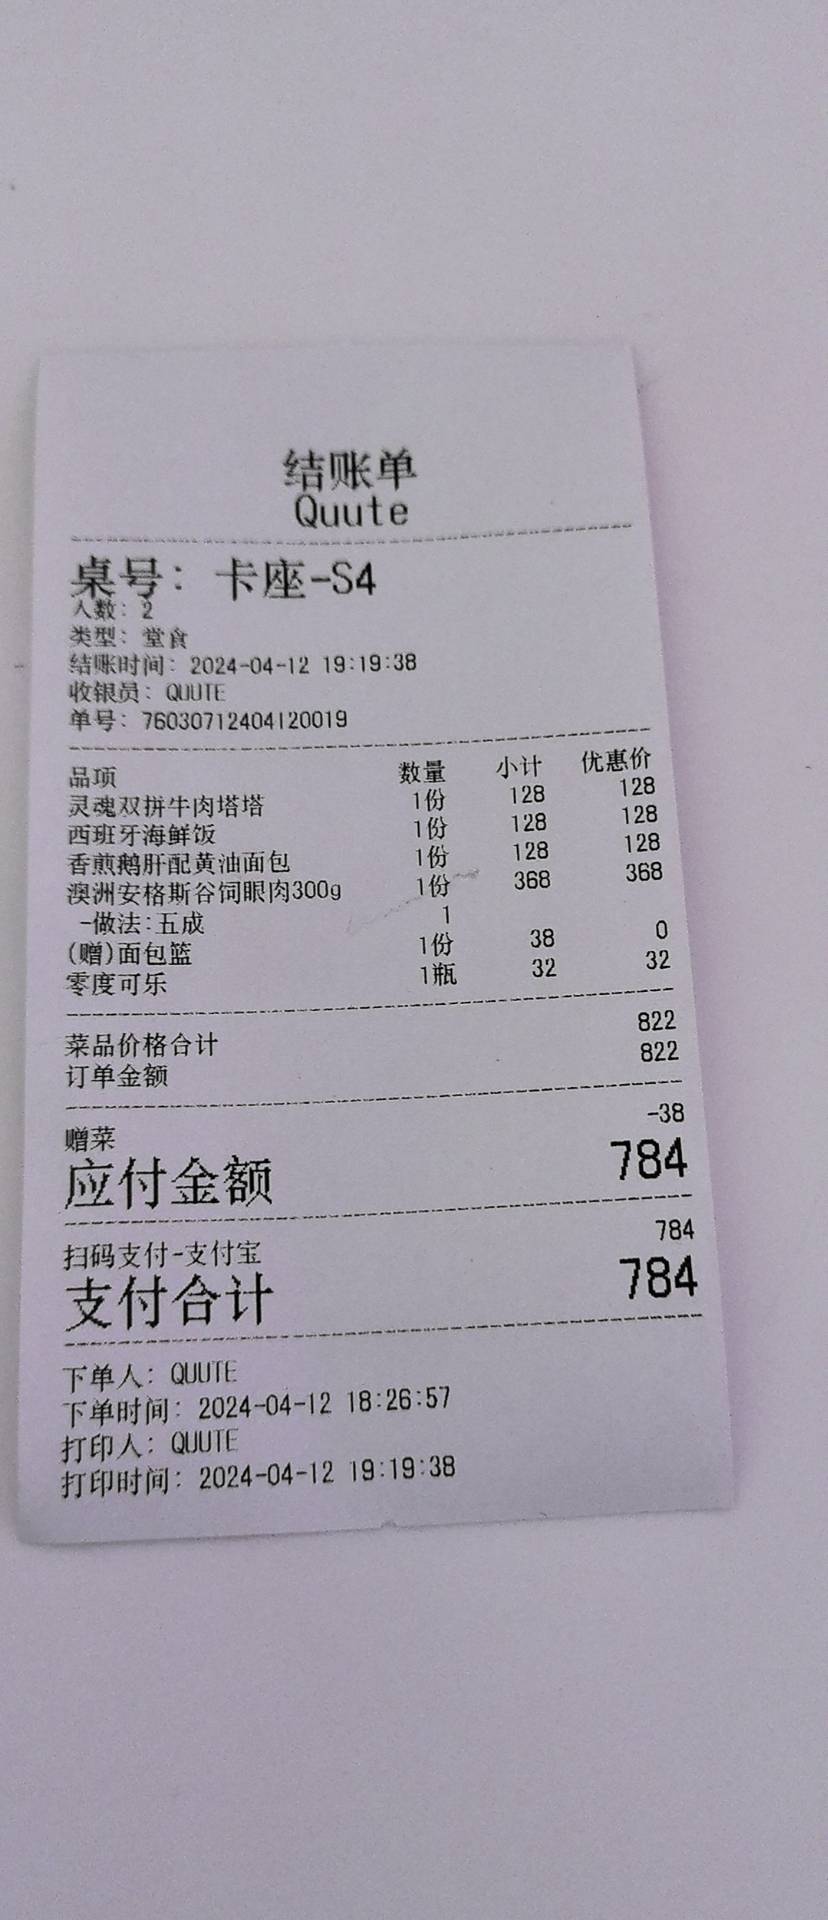 结账单
Quute
桌号：卡座-S4
人数：2
类型：堂食
结账时间：2024-04-12 19:19:38
收银员：QUUTE
单号：76030712404120019
品项 数量 小计 优惠价
灵魂双拼牛肉塔塔 1份 128 128
西班牙海鲜饭 1份 128 128
香煎鹅肝配黄油面包 1份 128 128
澳洲安格斯谷饲眼肉300g 1份 368 368
-做法:五成 1
(赠)面包篮 1份 38 0
零度可乐 1瓶 32 32
菜品价格合计 822
订单金额 822
赠菜 -38
应付金额 784
扫码支付-支付宝 784
支付合计 784
下单人：QUUTE
下单时间：2024-04-12 18:26:57
打印人：QUUTE
打印时间：2024-04-12 19:19:38